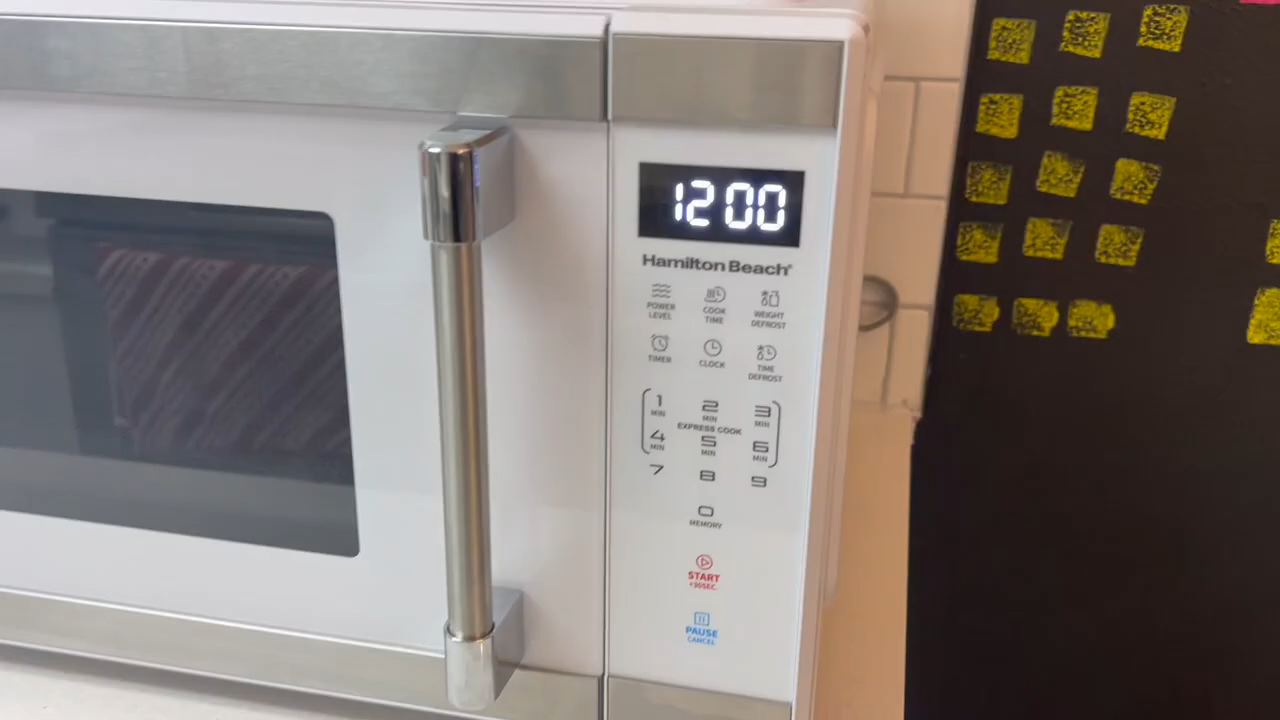 12 00
Hamilton Beach®
POWER LEVEL
COOK TIME
WEIGHT DEFROST
TIMER
CLOCK
TIME DEFROST
1 MIN
2 MIN
3 MIN
EXPRESS COOK
4 MIN
5 MIN
6 MIN
7
8
9
0
MEMORY
START
+30SEC.
PAUSE
CANCEL